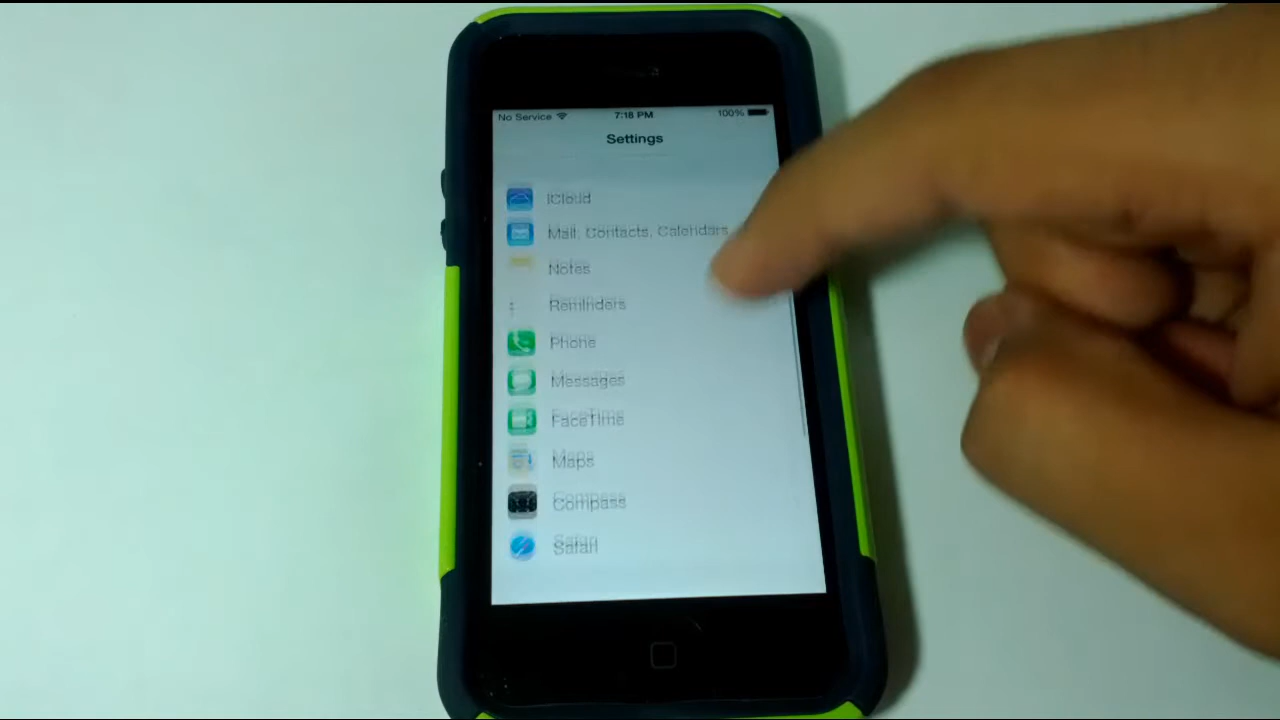 No Service 7:18 PM 100%
Settings
iCloud
Mail, Contacts, Calendars
Notes
Reminders
Phone
Messages
FaceTime
Maps
Compass
Safari